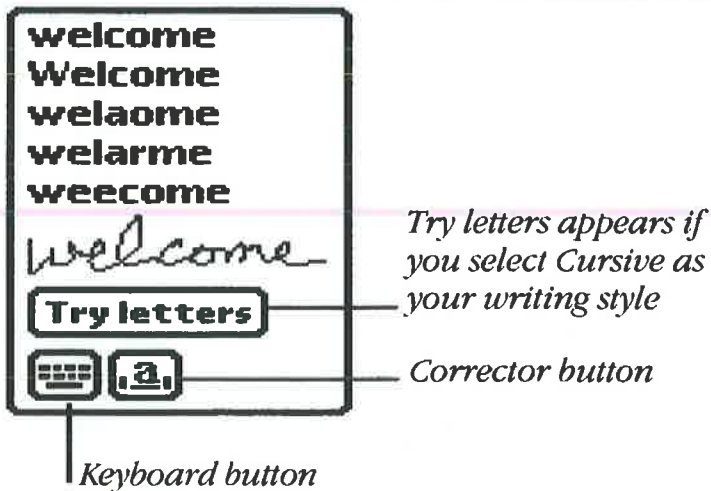 welcome
Welcome
welaome
welarme
weecome
welcome
Try letters
.a.
Try letters appears if
you select Cursive as
your writing style
Corrector button
Keyboard button